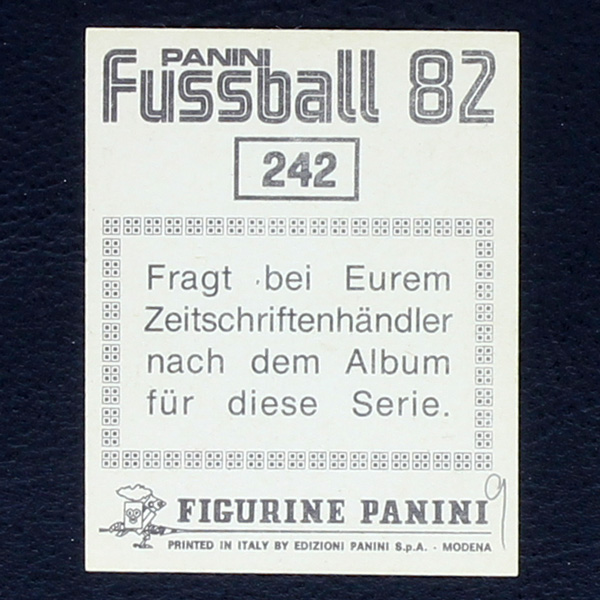 PANINI
Fussball 82
242
Fragt bei Eurem
Zeitschriftenhändler
nach dem Album
für diese Serie.
FIGURINE PANINI
9
PRINTED IN ITALY BY EDIZIONI PANINI S.p.A. - MODENA